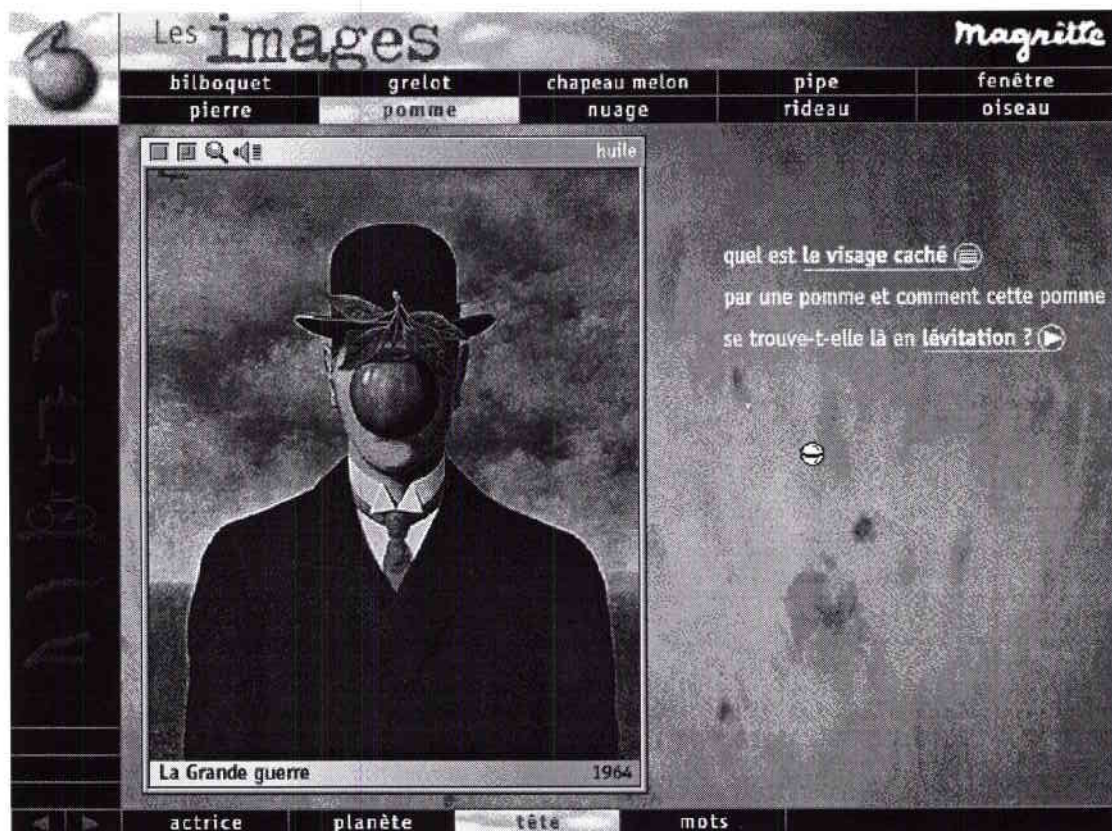 Les images
magritte
bilboquet grelot chapeau melon pipe fenêtre
pierre pomme nuage rideau oiseau
huile
quel est le visage caché
par une pomme et comment cette pomme
se trouve-t-elle là en lévitation ?
La Grande guerre 1964
actrice planète tête mots